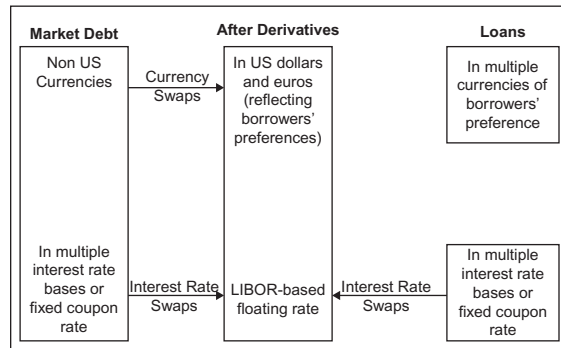 Market Debt
After Derivatives
Loans
Non US
Currencies
Currency
Swaps
In US dollars
and euros
(reflecting
borrowers'
preferences)
In multiple
currencies of
borrowers'
preference
In multiple
interest rate
bases or
fixed coupon
rate
Interest Rate
Swaps
LIBOR-based
floating rate
Interest Rate
Swaps
In multiple
interest rate
bases or
fixed coupon
rate